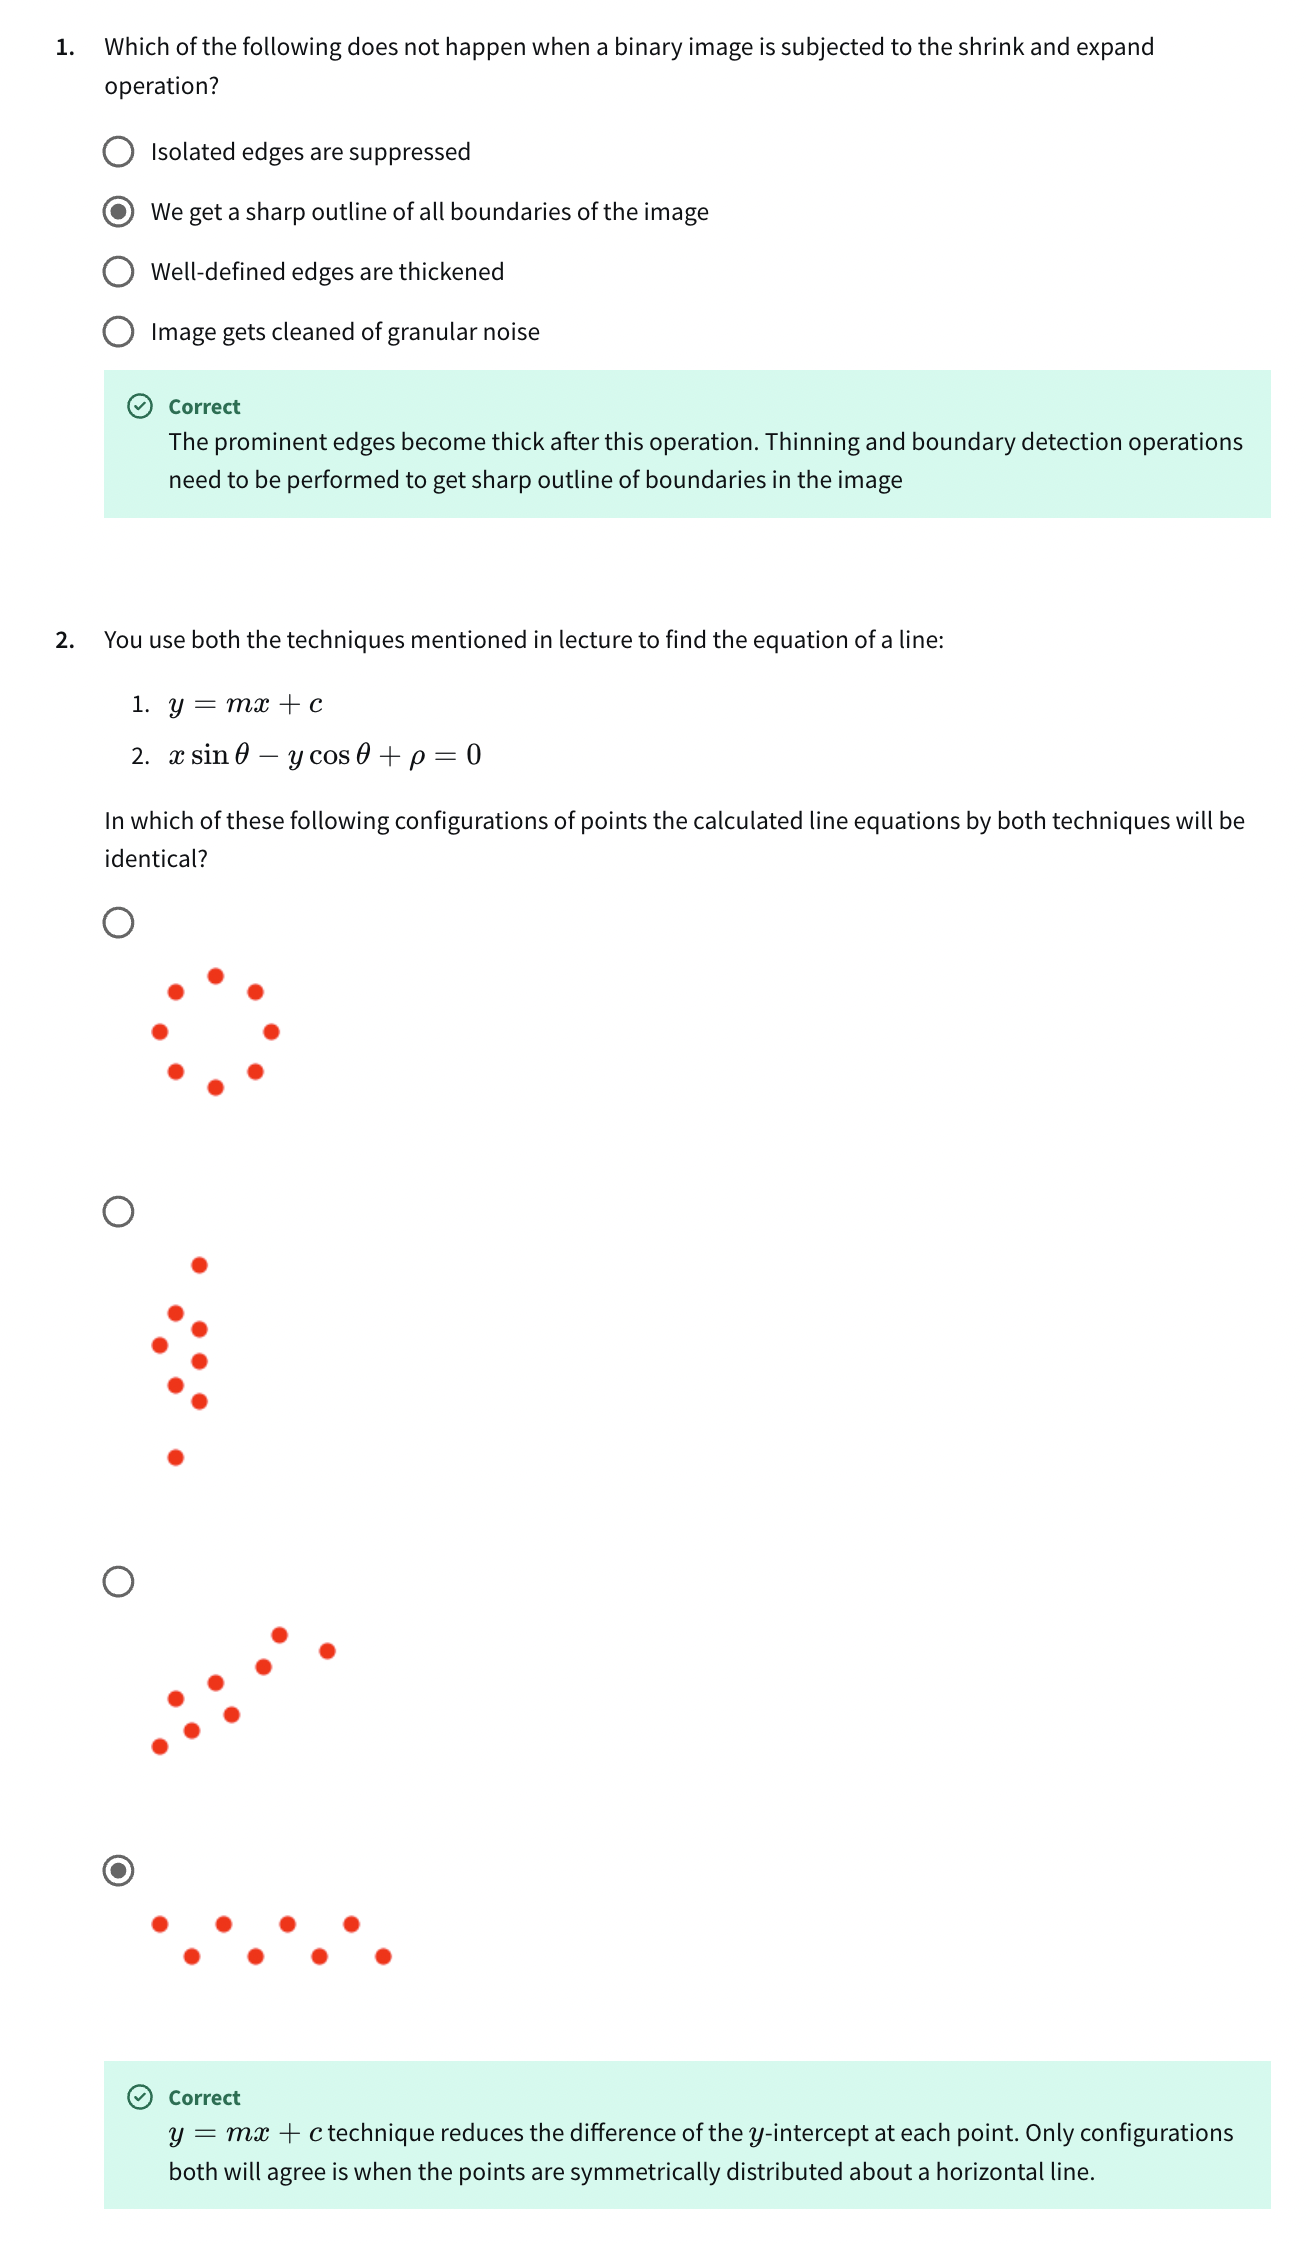 1. Which of the following does not happen when a binary image is subjected to the shrink and expand
operation?
Isolated edges are suppressed
We get a sharp outline of all boundaries of the image
Well-defined edges are thickened
Image gets cleaned of granular noise
Correct
The prominent edges become thick after this operation. Thinning and boundary detection operations
need to be performed to get sharp outline of boundaries in the image
2. You use both the techniques mentioned in lecture to find the equation of a line:
1. y = mx + c
2. x sin θ − y cos θ + ρ = 0
In which of these following configurations of points the calculated line equations by both techniques will be
identical?
Correct
y = mx + c technique reduces the difference of the y-intercept at each point. Only configurations
both will agree is when the points are symmetrically distributed about a horizontal line.